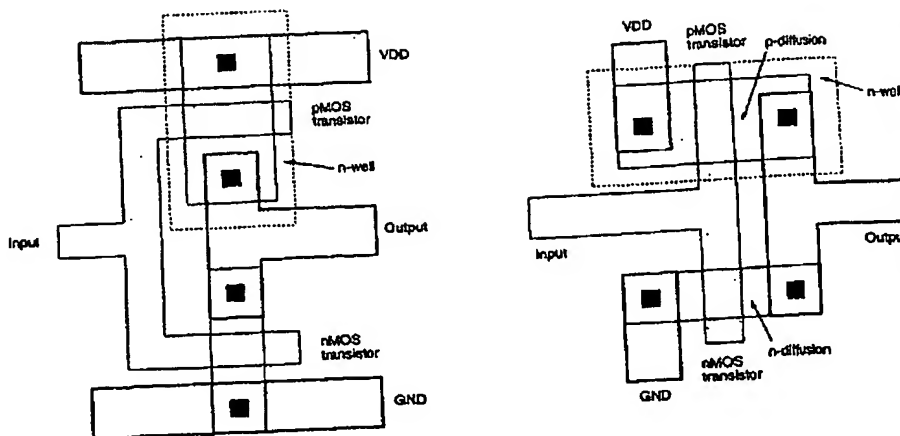 VDD
pMOS
transistor
n-well
Input
Output
nMOS
transistor
GND
VDD
pMOS
transistor
p-diffusion
n-well
Input
Output
nMOS
transistor
n-diffusion
GND